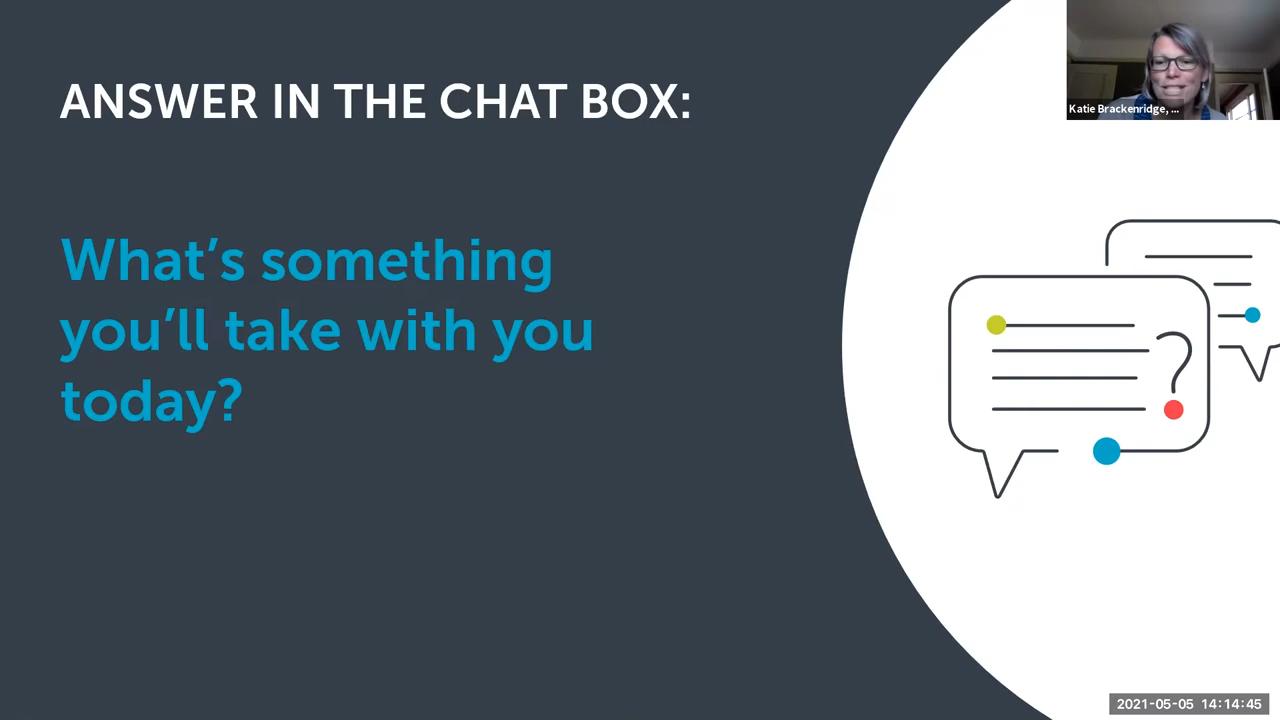 ANSWER IN THE CHAT BOX:
What’s something
you’ll take with you
today?
Katie Brackenridge, ...
2021-05-05 14:14:45